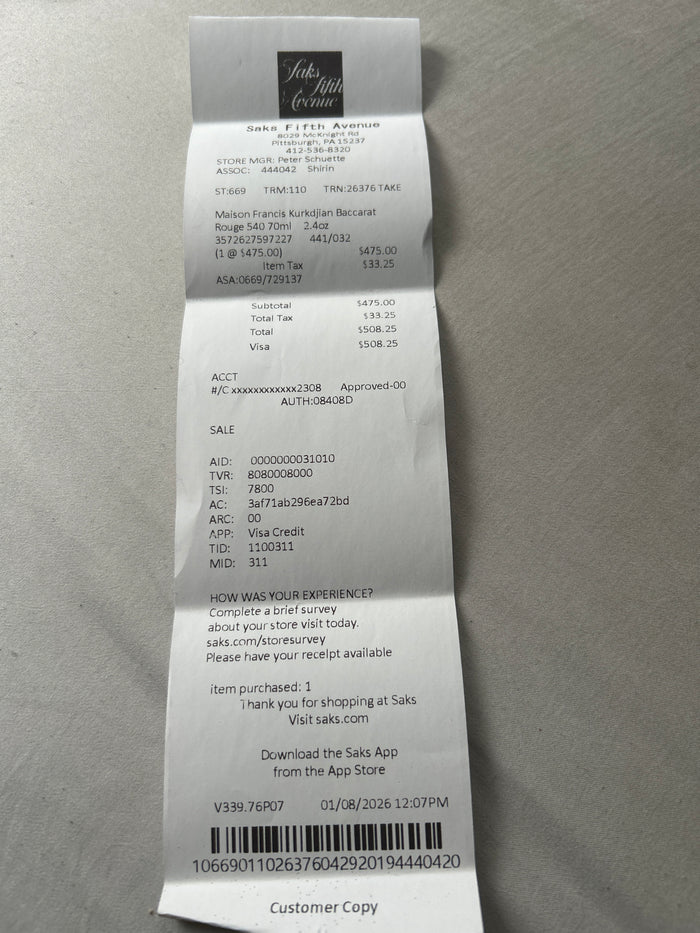 Saks
Fifth
Avenue
Saks Fifth Avenue
8029 McKnight Rd
Pittsburgh, PA 15237
412-536-8320
STORE MGR: Peter Schuette
ASSOC: 444042 Shirin
ST:669 TRM:110 TRN:26376 TAKE
Maison Francis Kurkdjian Baccarat
Rouge 540 70ml 2.4oz
3572627597227 441/032
(1 @ $475.00) $475.00
Item Tax $33.25
ASA:0669/729137
Subtotal $475.00
Total Tax $33.25
Total $508.25
Visa $508.25
ACCT
#/C xxxxxxxxxxxx2308 Approved-00
AUTH:08408D
SALE
AID: 0000000031010
TVR: 8080008000
TSI: 7800
AC: 3af71ab296ea72bd
ARC: 00
APP: Visa Credit
TID: 1100311
MID: 311
HOW WAS YOUR EXPERIENCE?
Complete a brief survey
about your store visit today.
saks.com/storesurvey
Please have your receipt available
item purchased: 1
Thank you for shopping at Saks
Visit saks.com
Download the Saks App
from the App Store
V339.76P07 01/08/2026 12:07PM
10669011026376042920194440420
Customer Copy